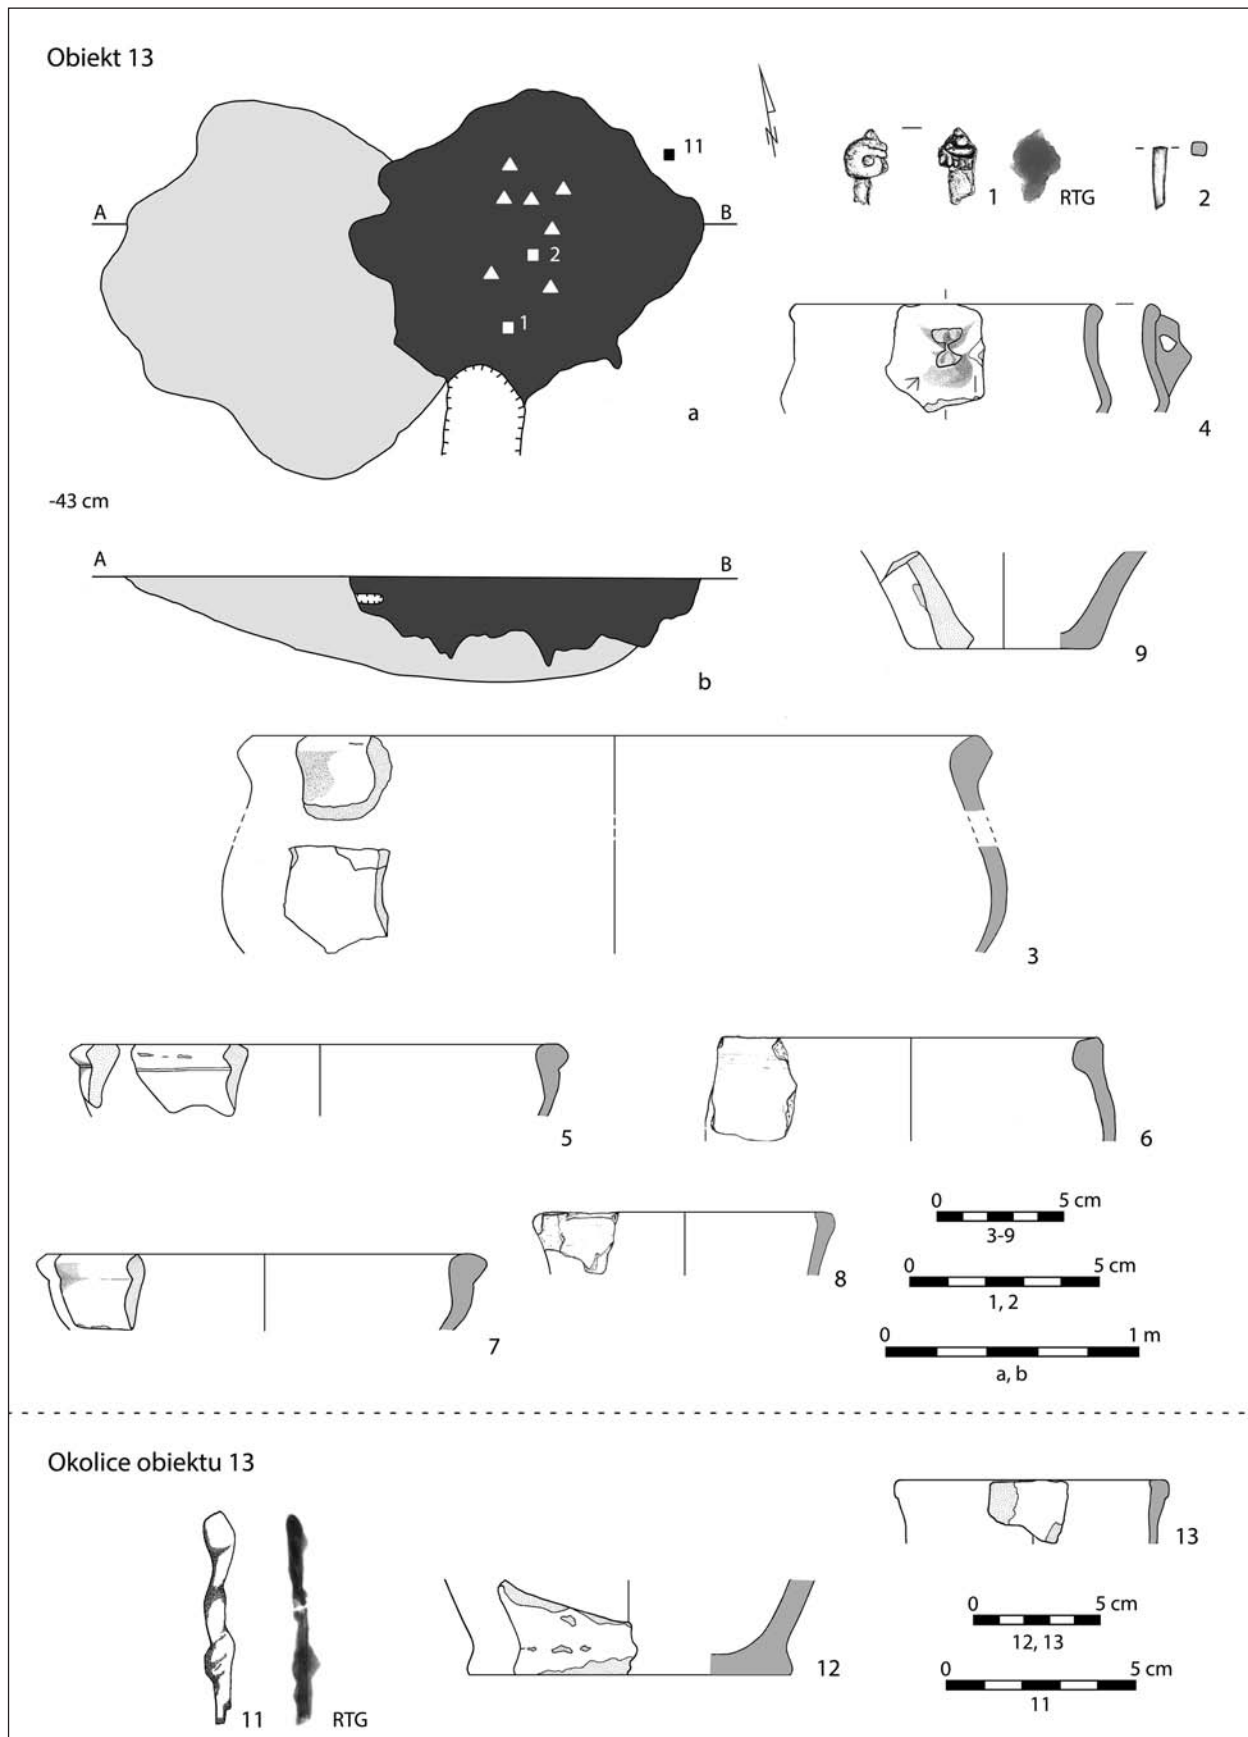 Obiekt 13
N
A
B
11
2
1
a
1
RTG
2
4
-43 cm
A
B
b
9
3
5
6
0 5 cm
3-9
0 5 cm
1, 2
0 1 m
a, b
7
8
Okolice obiektu 13
11
RTG
12
13
0 5 cm
12, 13
0 5 cm
11